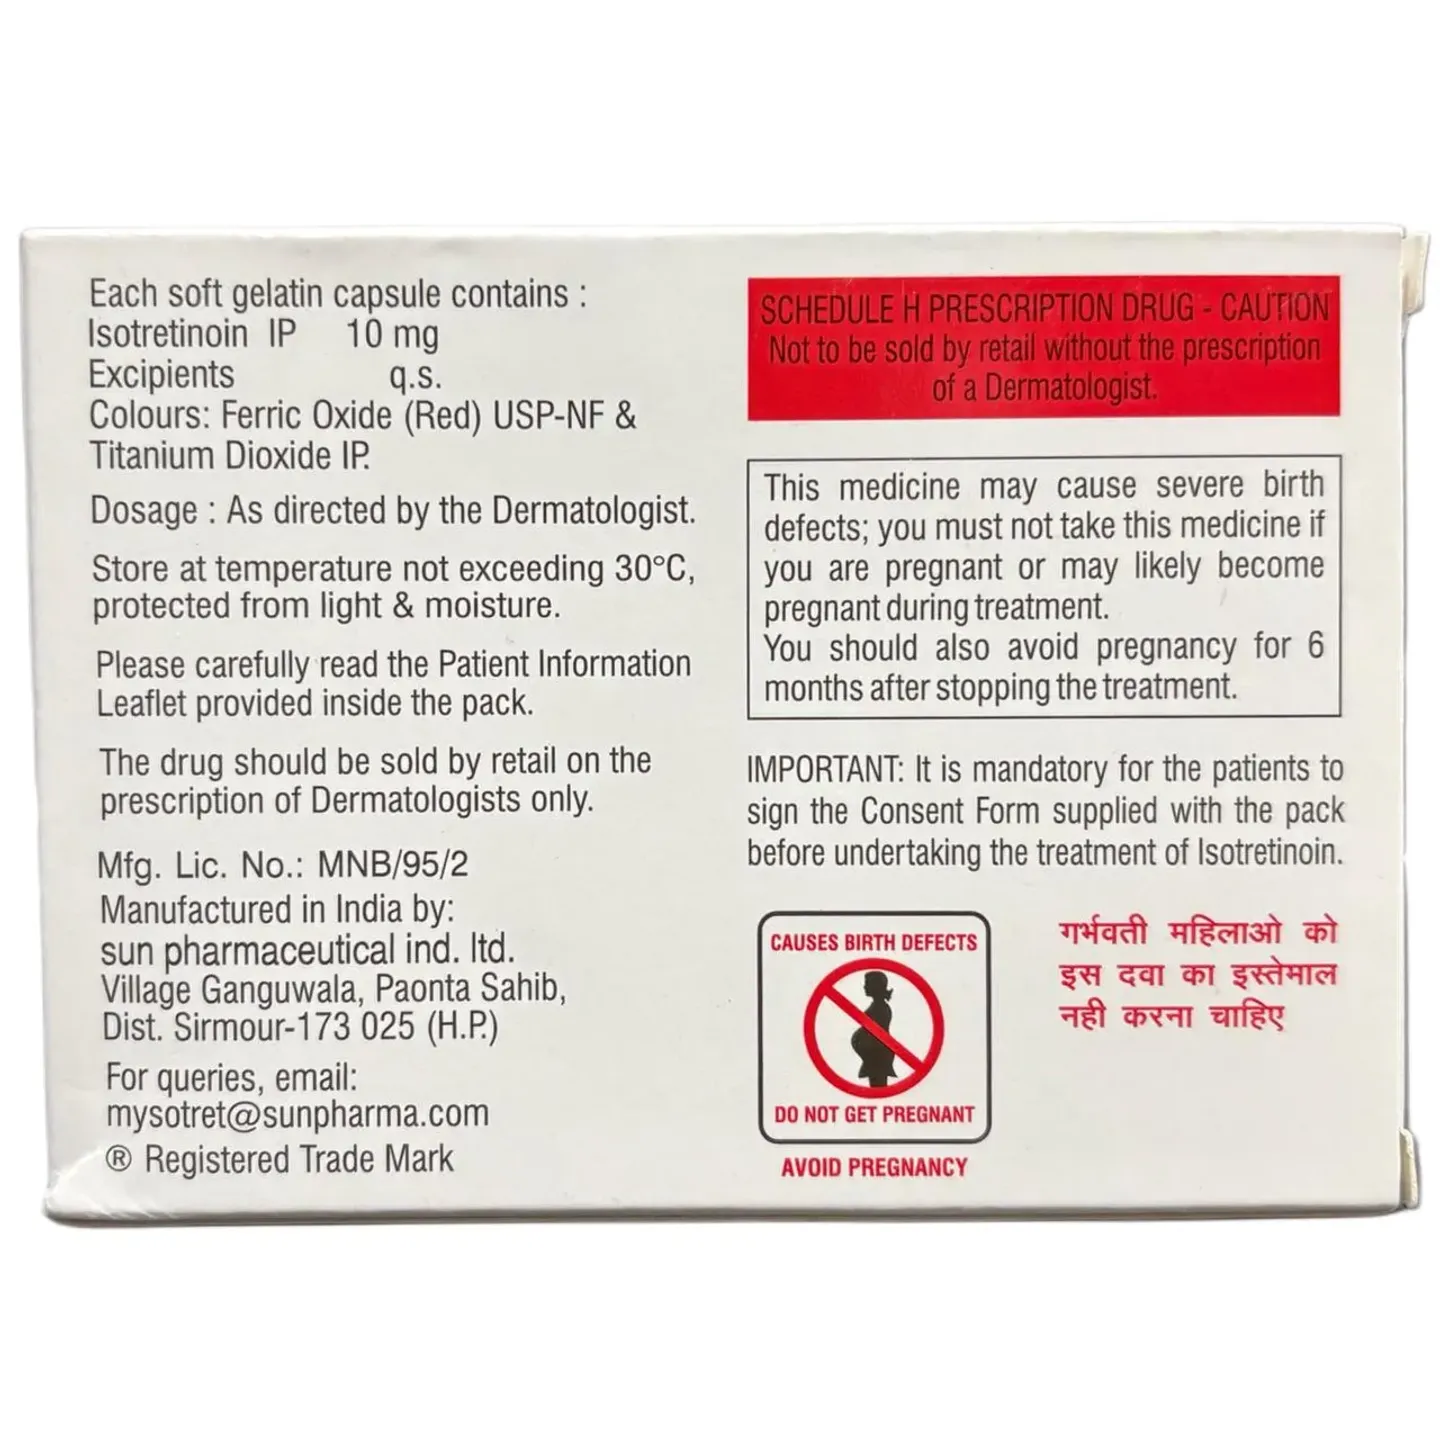 Each soft gelatin capsule contains :
Isotretinoin IP 10 mg
Excipients q.s.
Colours: Ferric Oxide (Red) USP-NF &
Titanium Dioxide IP.
Dosage : As directed by the Dermatologist.
Store at temperature not exceeding 30°C,
protected from light & moisture.
Please carefully read the Patient Information
Leaflet provided inside the pack.
The drug should be sold by retail on the
prescription of Dermatologists only.
Mfg. Lic. No.: MNB/95/2
Manufactured in India by:
sun pharmaceutical ind. ltd.
Village Ganguwala, Paonta Sahib,
Dist. Sirmour-173 025 (H.P.)
For queries, email:
mysotret@sunpharma.com
® Registered Trade Mark
SCHEDULE H PRESCRIPTION DRUG - CAUTION
Not to be sold by retail without the prescription
of a Dermatologist.
This medicine may cause severe birth
defects; you must not take this medicine if
you are pregnant or may likely become
pregnant during treatment.
You should also avoid pregnancy for 6
months after stopping the treatment.
IMPORTANT: It is mandatory for the patients to
sign the Consent Form supplied with the pack
before undertaking the treatment of Isotretinoin.
CAUSES BIRTH DEFECTS
DO NOT GET PREGNANT
AVOID PREGNANCY
गर्भवती महिलाओ को
इस दवा का इस्तेमाल
नही करना चाहिए